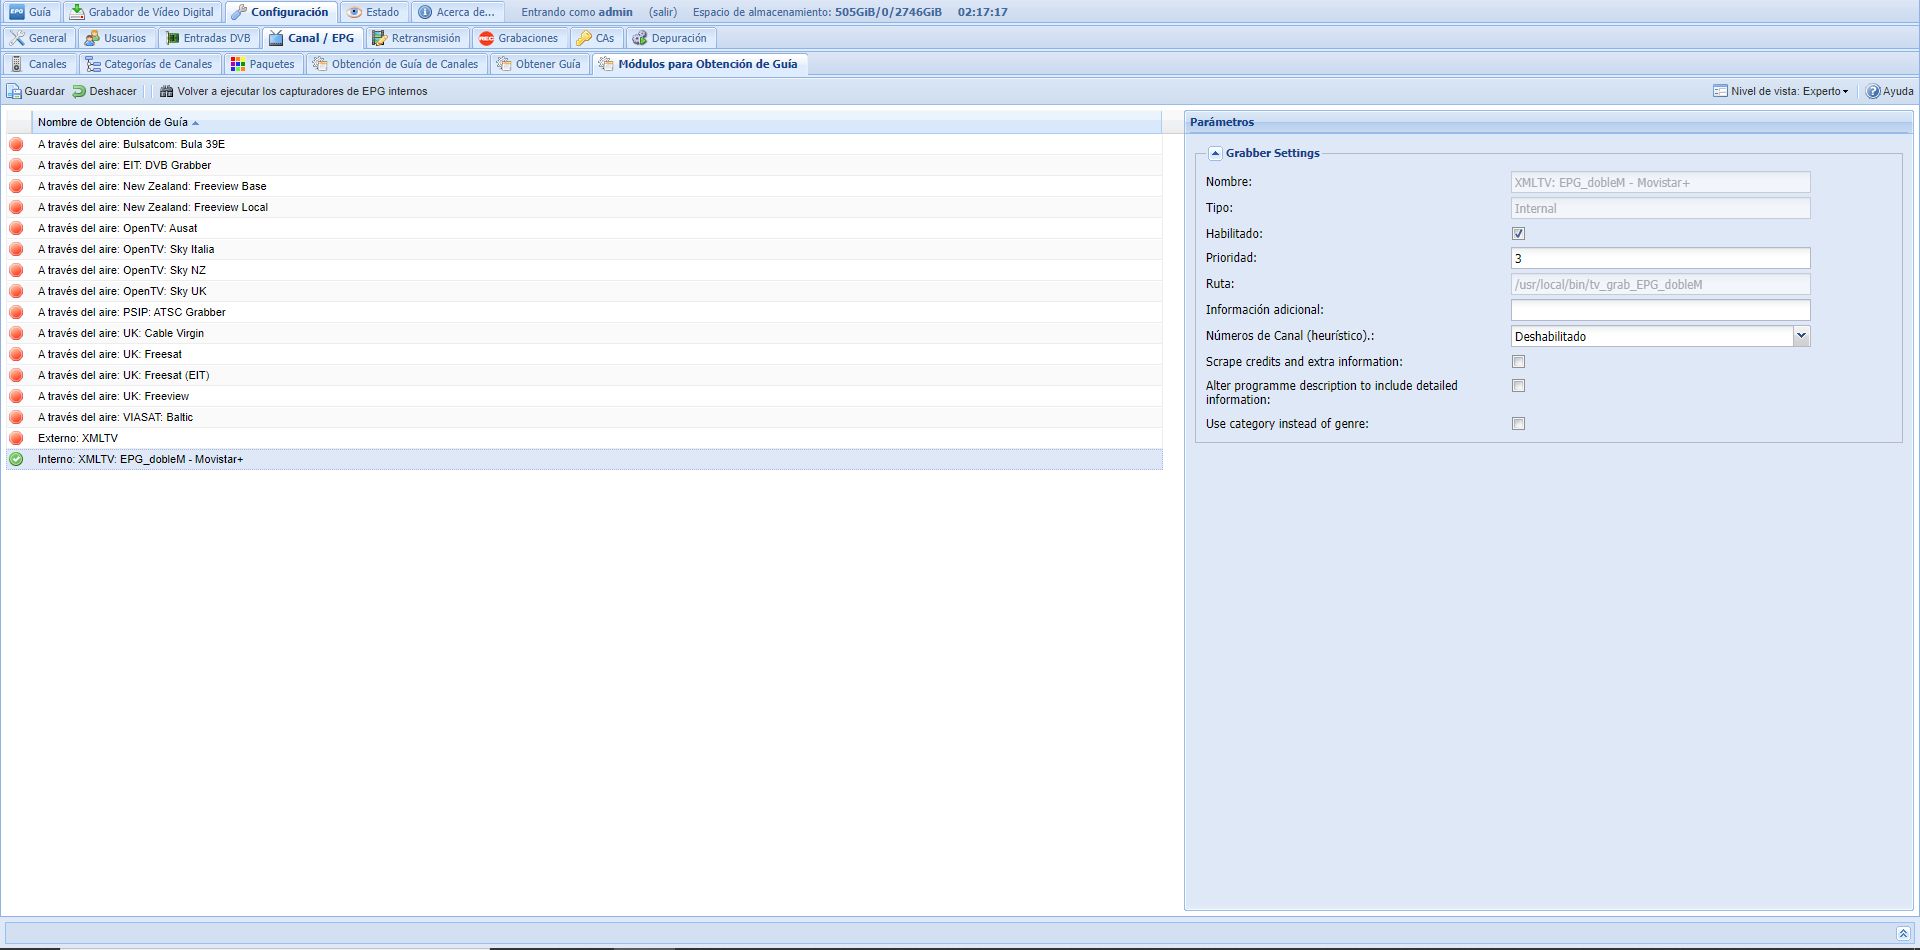 EPG Guía Grabador de Vídeo Digital Configuración Estado Acerca de... Entrando como admin (salir) Espacio de almacenamiento: 505GiB/0/2746GiB 02:17:17
General Usuarios Entradas DVB Canal / EPG Retransmisión REC Grabaciones CAs Depuración
Canales Categorías de Canales Paquetes Obtención de Guía de Canales Obtener Guía Módulos para Obtención de Guía
Guardar Deshacer Volver a ejecutar los capturadores de EPG internos Nivel de vista: Experto Ayuda
Nombre de Obtención de Guía
A través del aire: Bulsatcom: Bula 39E
A través del aire: EIT: DVB Grabber
A través del aire: New Zealand: Freeview Base
A través del aire: New Zealand: Freeview Local
A través del aire: OpenTV: Ausat
A través del aire: OpenTV: Sky Italia
A través del aire: OpenTV: Sky NZ
A través del aire: OpenTV: Sky UK
A través del aire: PSIP: ATSC Grabber
A través del aire: UK: Cable Virgin
A través del aire: UK: Freesat
A través del aire: UK: Freesat (EIT)
A través del aire: UK: Freeview
A través del aire: VIASAT: Baltic
Externo: XMLTV
Interno: XMLTV: EPG_dobleM - Movistar+
Parámetros
Grabber Settings
Nombre: XMLTV: EPG_dobleM - Movistar+
Tipo: Internal
Habilitado:
Prioridad: 3
Ruta: /usr/local/bin/tv_grab_EPG_dobleM
Información adicional:
Números de Canal (heurístico).: Deshabilitado
Scrape credits and extra information:
Alter programme description to include detailed
information:
Use category instead of genre: